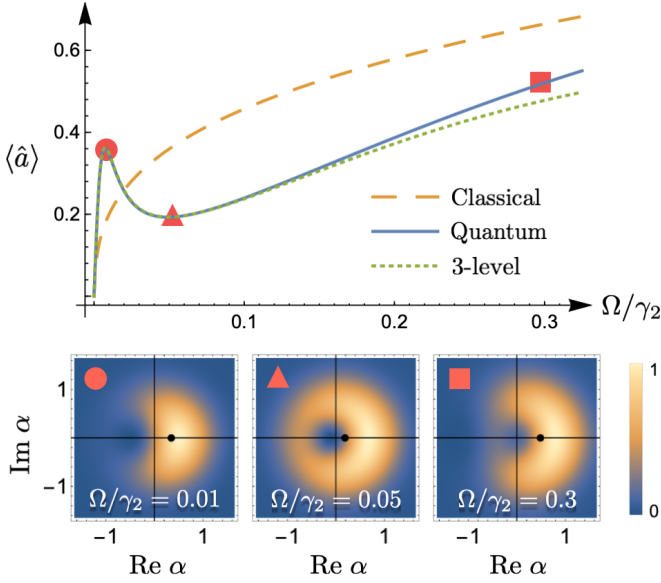 0.6
0.4
⟨â⟩
0.2
Classical
Quantum
3-level
0.1
0.2
0.3
Ω/γ₂
1
Im α
−1
Ω/γ₂ = 0.01
Ω/γ₂ = 0.05
Ω/γ₂ = 0.3
1
0
−1
1
−1
1
−1
1
Re α
Re α
Re α